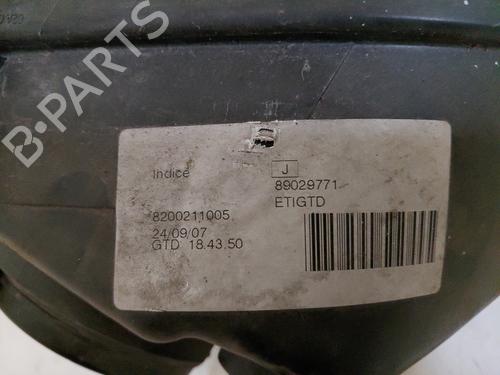 B-PARTS
Indice
J
89029771
ETIGTD
8200211005
24/09/07
GTD 18.43.50